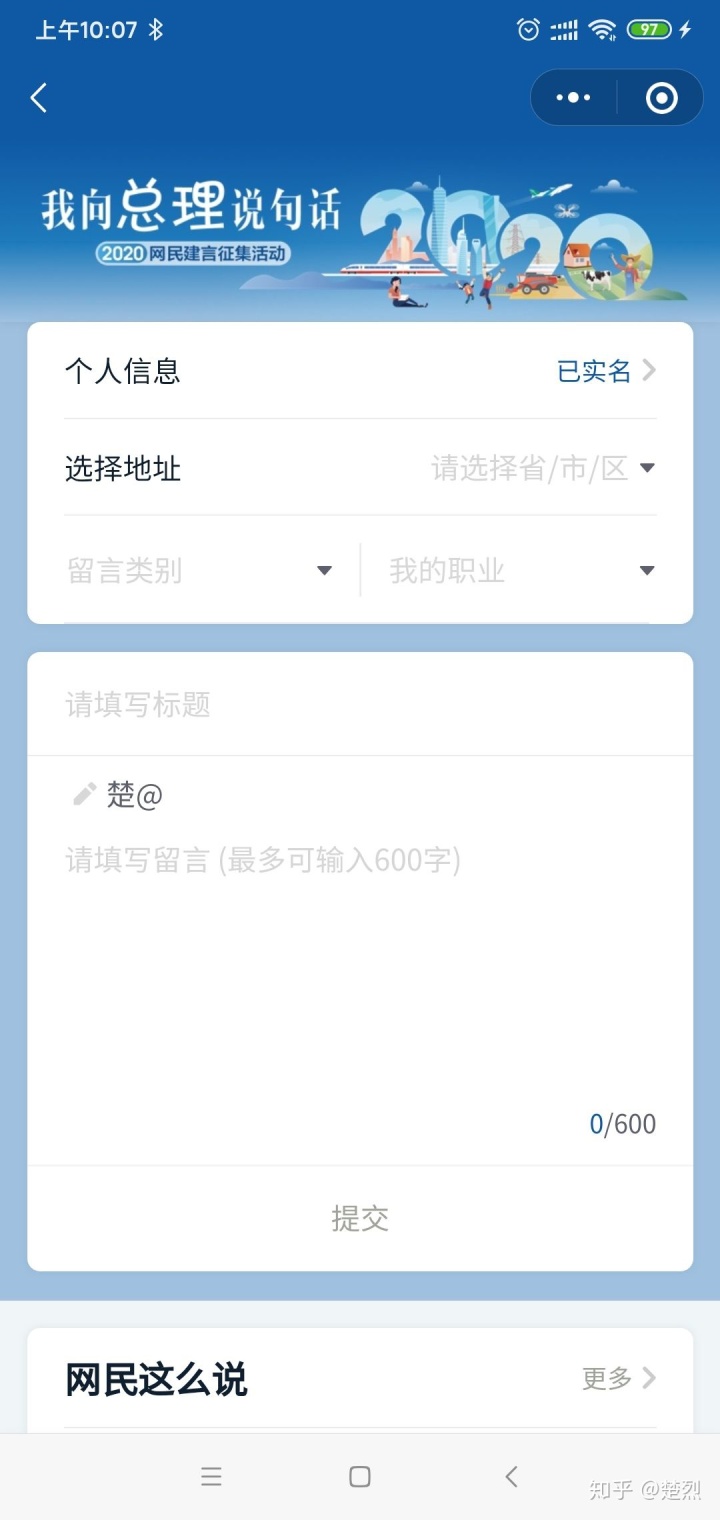 上午10:07
97
我向总理说句话
2020
2020网民建言征集活动
个人信息 已实名
选择地址 请选择省/市/区
留言类别 我的职业
请填写标题
楚@
请填写留言 (最多可输入600字)
0/600
提交
网民这么说 更多
知乎 @楚烈